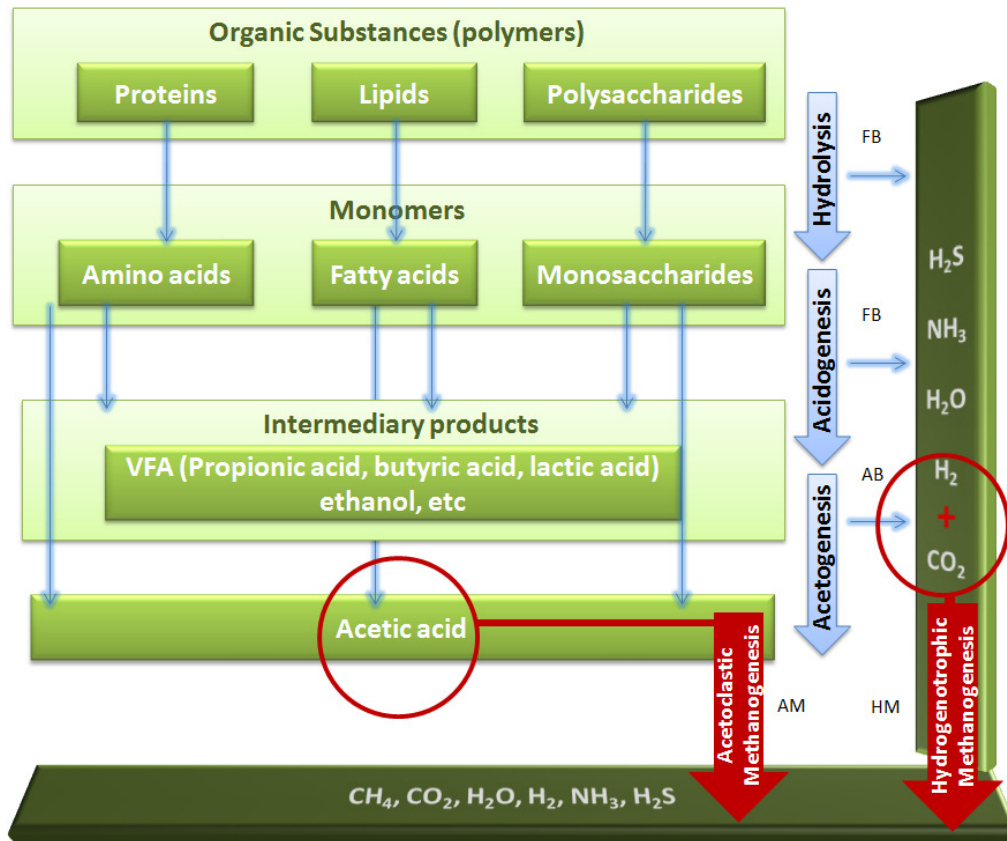 Organic Substances (polymers)
Proteins
Lipids
Polysaccharides
Monomers
Amino acids
Fatty acids
Monosaccharides
Intermediary products
VFA (Propionic acid, butyric acid, lactic acid)
ethanol, etc
Acetic acid
Hydrolysis
FB
Acidogenesis
FB
Acetogenesis
AB
H₂S
NH₃
H₂O
H₂
+
CO₂
Acetoclastic
Methanogenesis
AM
HM
Hydrogenotrophic
Methanogenesis
CH₄, CO₂, H₂O, H₂, NH₃, H₂S